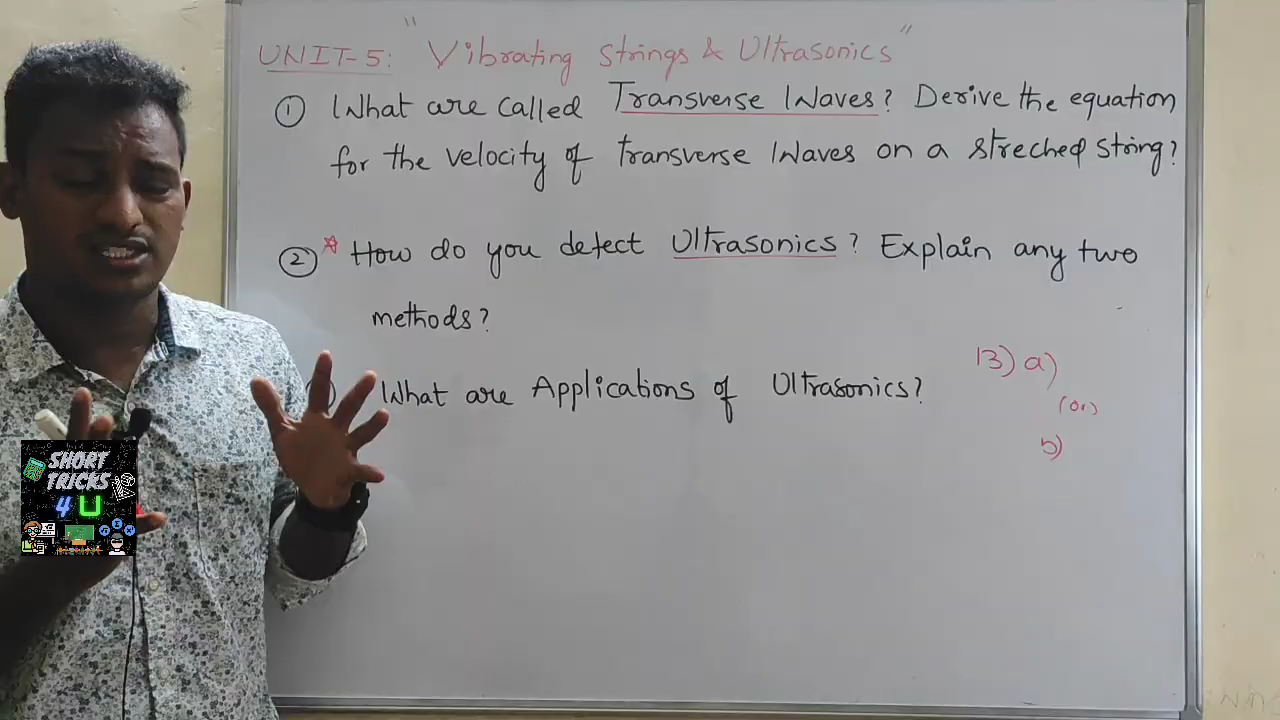 UNIT-5: "Vibrating Strings & Ultrasonics"
① What are called Transverse Waves? Derive the equation
for the velocity of transverse Waves on a streched string?
② How do you detect Ultrasonics? Explain any two
methods?
What are Applications of Ultrasonics?
13) a)
(or)
b)
SHORT
TRICKS
4 U